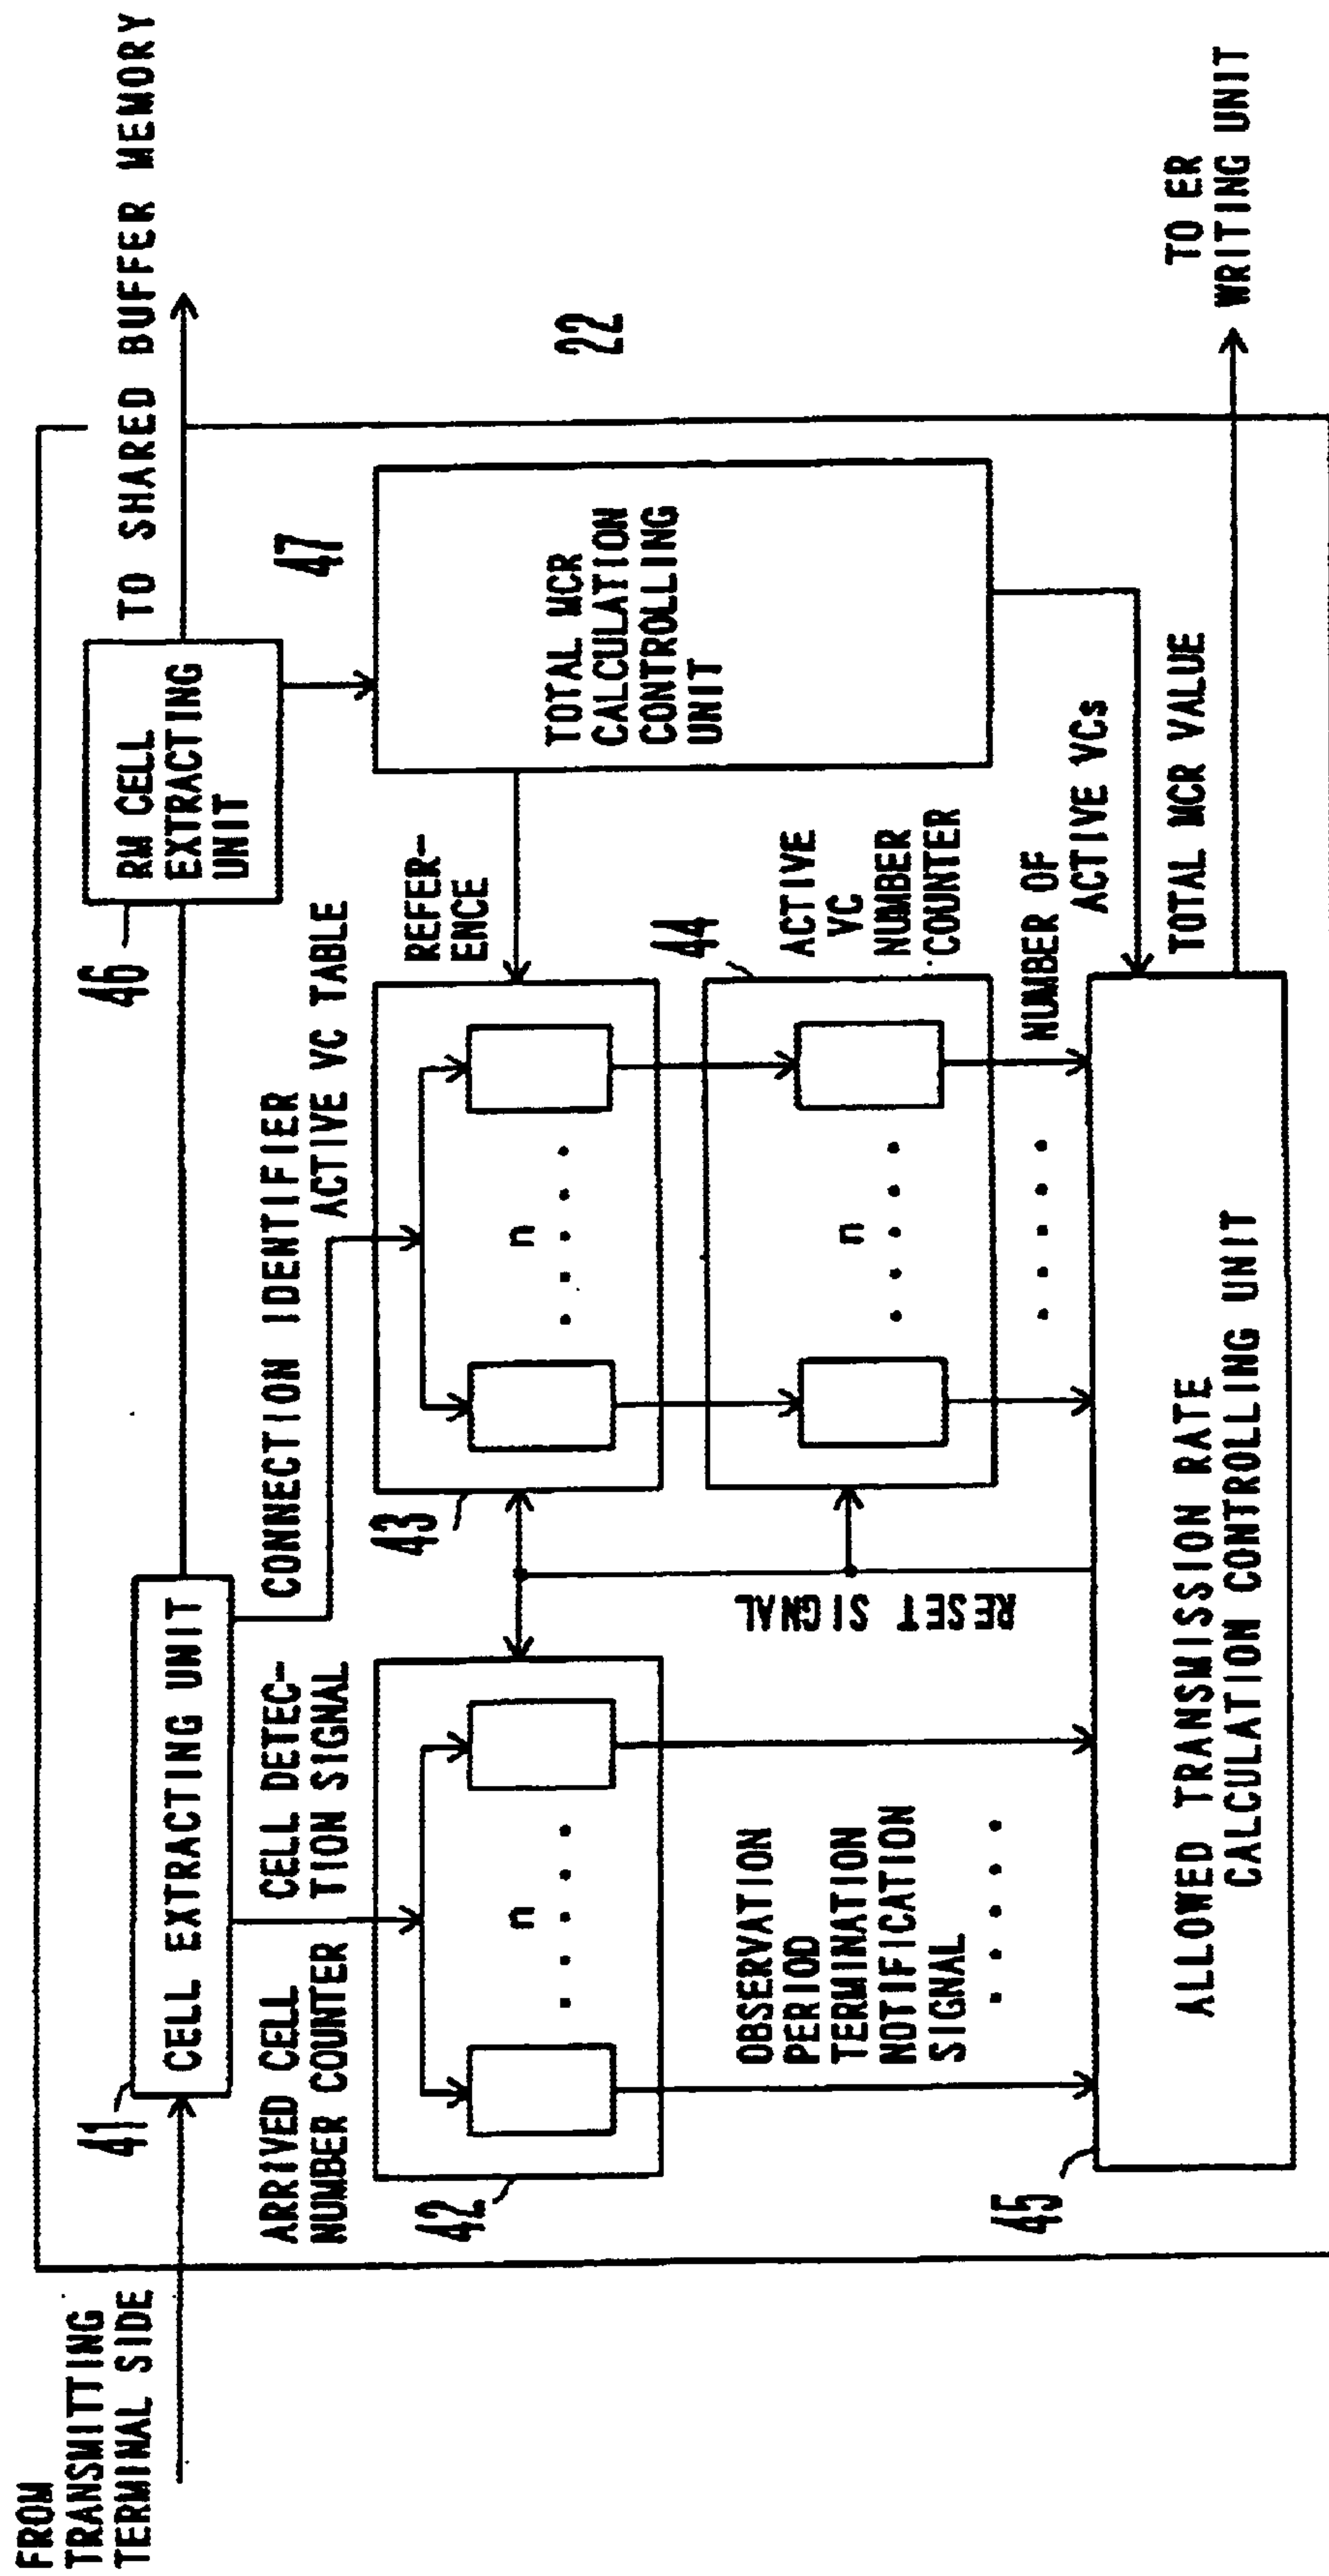 FROM
TRANSMITTING
TERMINAL SIDE
41
CELL EXTRACTING UNIT
46
RM CELL
EXTRACTING
UNIT
TO SHARED BUFFER MEMORY
ARRIVED CELL
NUMBER COUNTER
CELL DETEC-
TION SIGNAL
CONNECTION IDENTIFIER
ACTIVE VC TABLE
REFER-
ENCE
47
TOTAL MCR
CALCULATION
CONTROLLING
UNIT
22
42
n
43
n
44
n
ACTIVE
VC
NUMBER
COUNTER
RESET SIGNAL
OBSERVATION
PERIOD
TERMINATION
NOTIFICATION
SIGNAL
NUMBER OF
ACTIVE VCs
TOTAL MCR VALUE
45
ALLOWED TRANSMISSION RATE
CALCULATION CONTROLLING UNIT
TO ER
WRITING UNIT